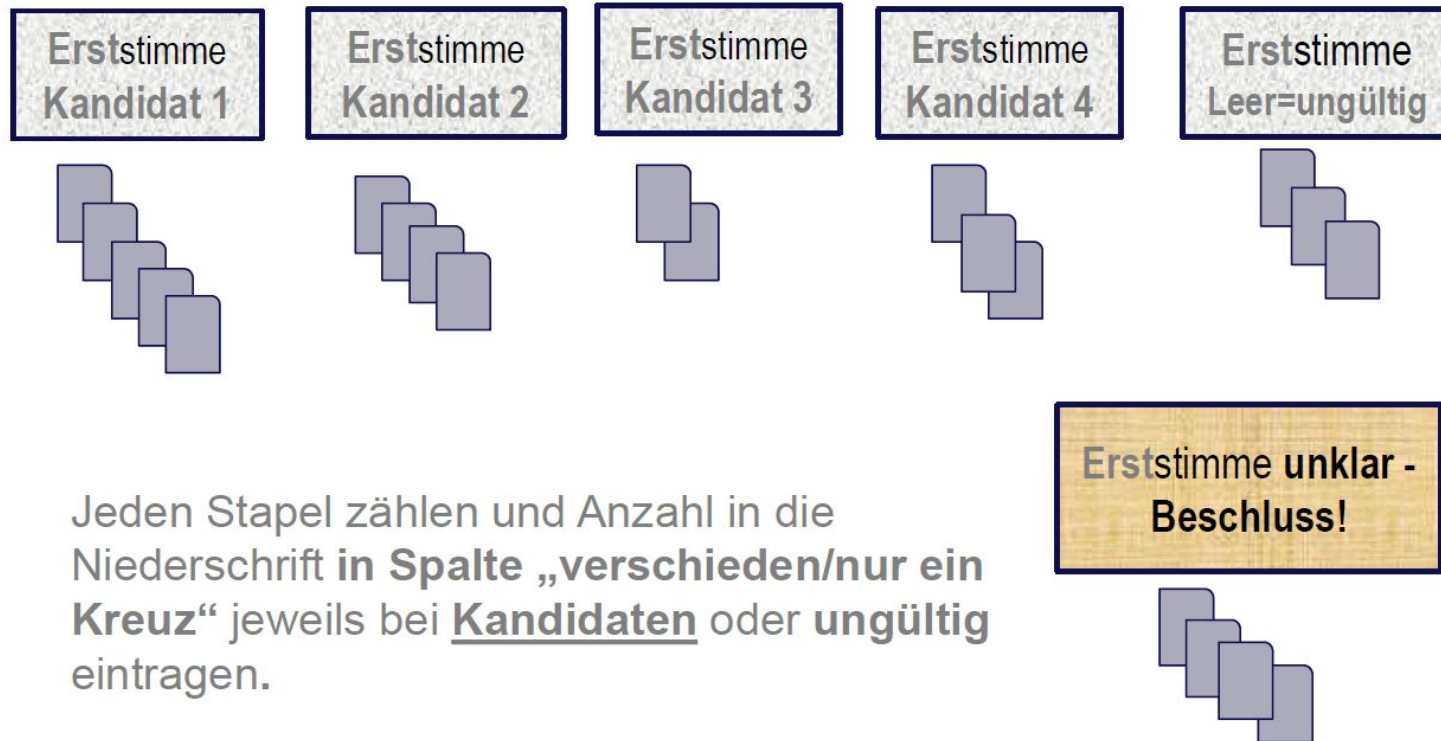 Erststimme
Kandidat 1
Erststimme
Kandidat 2
Erststimme
Kandidat 3
Erststimme
Kandidat 4
Erststimme
Leer=ungültig
Erststimme unklar -
Beschluss!
Jeden Stapel zählen und Anzahl in die
Niederschrift in Spalte „verschieden/nur ein
Kreuz“ jeweils bei Kandidaten oder ungültig
eintragen.